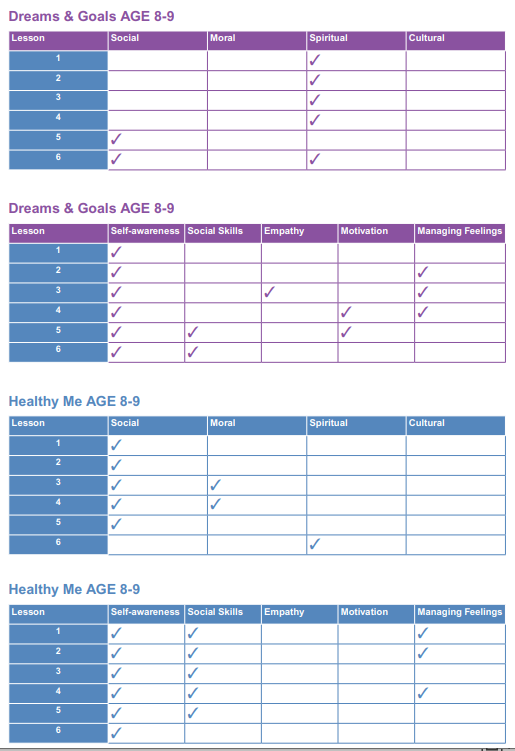 Dreams & Goals AGE 8-9
Lesson Social Moral Spiritual Cultural
1 ✓
2 ✓
3 ✓
4 ✓
5 ✓
6 ✓ ✓
Dreams & Goals AGE 8-9
Lesson Self-awareness Social Skills Empathy Motivation Managing Feelings
1 ✓
2 ✓ ✓
3 ✓ ✓ ✓
4 ✓ ✓ ✓
5 ✓ ✓ ✓
6 ✓ ✓
Healthy Me AGE 8-9
Lesson Social Moral Spiritual Cultural
1 ✓
2 ✓
3 ✓ ✓
4 ✓ ✓
5 ✓
6 ✓
Healthy Me AGE 8-9
Lesson Self-awareness Social Skills Empathy Motivation Managing Feelings
1 ✓ ✓ ✓
2 ✓ ✓ ✓
3 ✓ ✓
4 ✓ ✓ ✓
5 ✓ ✓
6 ✓